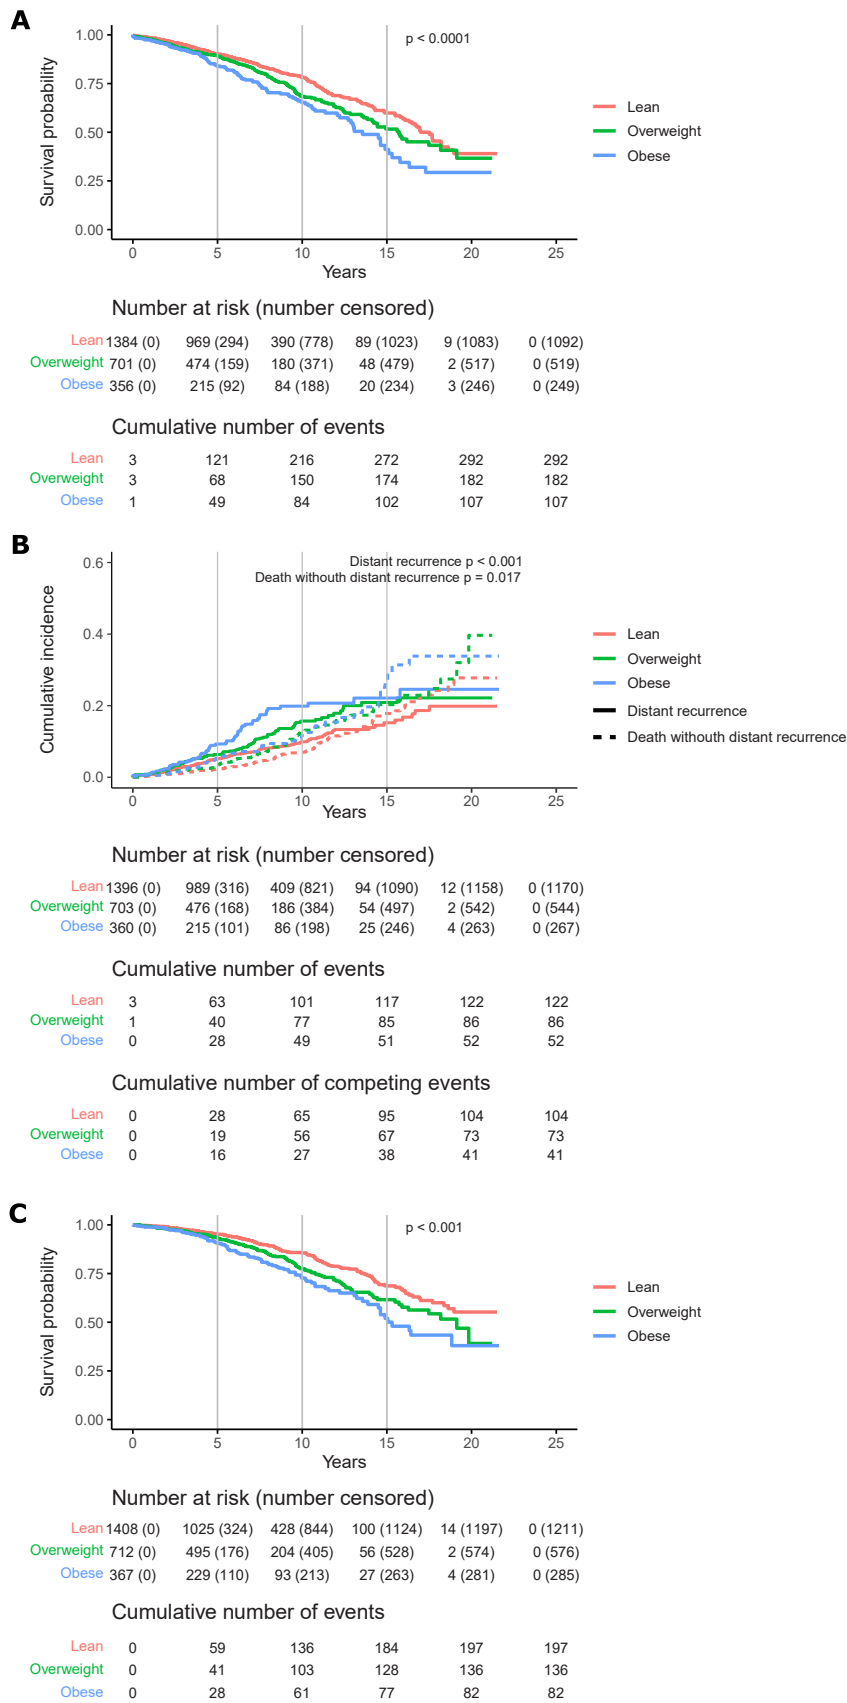 A
1.00
p < 0.0001
0.75
0.50
0.25
0.00
Survival probability
0 5 10 15 20 25
Years
Lean
Overweight
Obese
Number at risk (number censored)
Lean 1384 (0) 969 (294) 390 (778) 89 (1023) 9 (1083) 0 (1092)
Overweight 701 (0) 474 (159) 180 (371) 48 (479) 2 (517) 0 (519)
Obese 356 (0) 215 (92) 84 (188) 20 (234) 3 (246) 0 (249)
Cumulative number of events
Lean 3 121 216 272 292 292
Overweight 3 68 150 174 182 182
Obese 1 49 84 102 107 107
B
0.6
Distant recurrence p < 0.001
Death withouth distant recurrence p = 0.017
0.4
0.2
0.0
Cumulative incidence
0 5 10 15 20 25
Years
Lean
Overweight
Obese
Distant recurrence
Death withouth distant recurrence
Number at risk (number censored)
Lean 1396 (0) 989 (316) 409 (821) 94 (1090) 12 (1158) 0 (1170)
Overweight 703 (0) 476 (168) 186 (384) 54 (497) 2 (542) 0 (544)
Obese 360 (0) 215 (101) 86 (198) 25 (246) 4 (263) 0 (267)
Cumulative number of events
Lean 3 63 101 117 122 122
Overweight 1 40 77 85 86 86
Obese 0 28 49 51 52 52
Cumulative number of competing events
Lean 0 28 65 95 104 104
Overweight 0 19 56 67 73 73
Obese 0 16 27 38 41 41
C
1.00
p < 0.001
0.75
0.50
0.25
0.00
Survival probability
0 5 10 15 20 25
Years
Lean
Overweight
Obese
Number at risk (number censored)
Lean 1408 (0) 1025 (324) 428 (844) 100 (1124) 14 (1197) 0 (1211)
Overweight 712 (0) 495 (176) 204 (405) 56 (528) 2 (574) 0 (576)
Obese 367 (0) 229 (110) 93 (213) 27 (263) 4 (281) 0 (285)
Cumulative number of events
Lean 0 59 136 184 197 197
Overweight 0 41 103 128 136 136
Obese 0 28 61 77 82 82